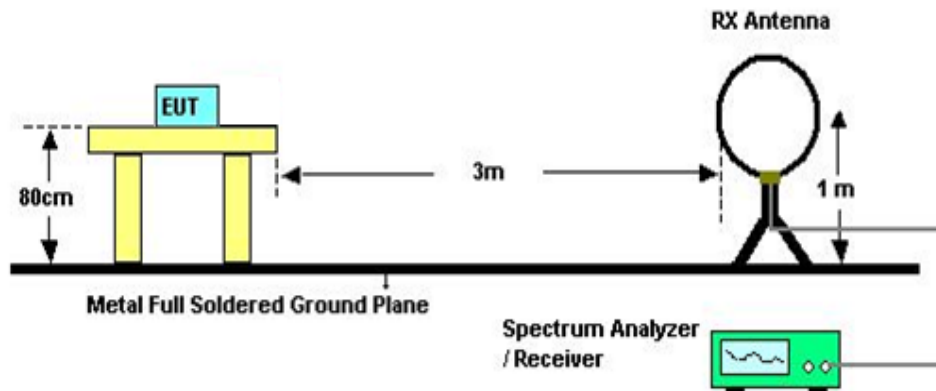 RX Antenna
EUT
3m
80cm
1 m
Metal Full Soldered Ground Plane
Spectrum Analyzer
/ Receiver